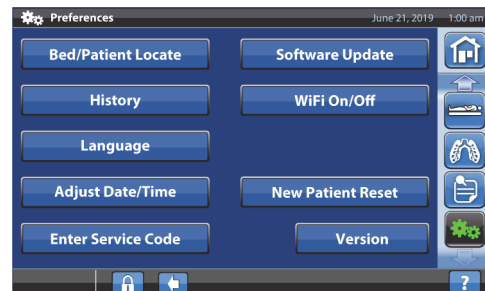 Preferences June 21, 2019 1:00 am
Bed/Patient Locate Software Update
History WiFi On/Off
Language
Adjust Date/Time New Patient Reset
Enter Service Code Version
?